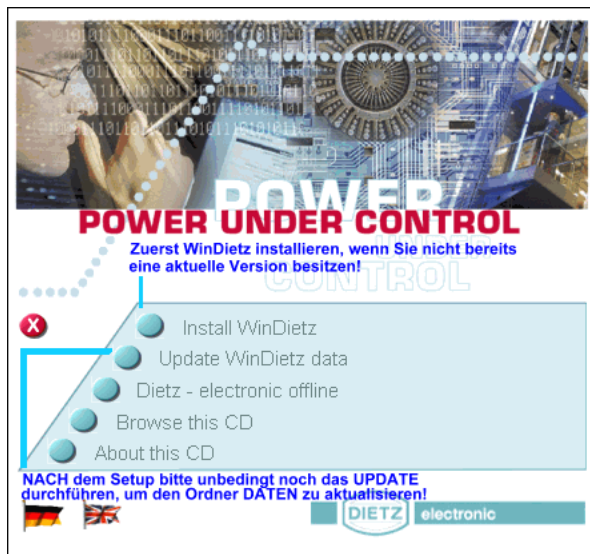 POWER
POWER UNDER CONTROL
UNDER
Zuerst WinDietz installieren, wenn Sie nicht bereits
eine aktuelle Version besitzen!
CONTROL
X
Install WinDietz
Update WinDietz data
Dietz - electronic offline
Browse this CD
About this CD
NACH dem Setup bitte unbedingt noch das UPDATE
durchführen, um den Ordner DATEN zu aktualisieren!
DIETZ electronic